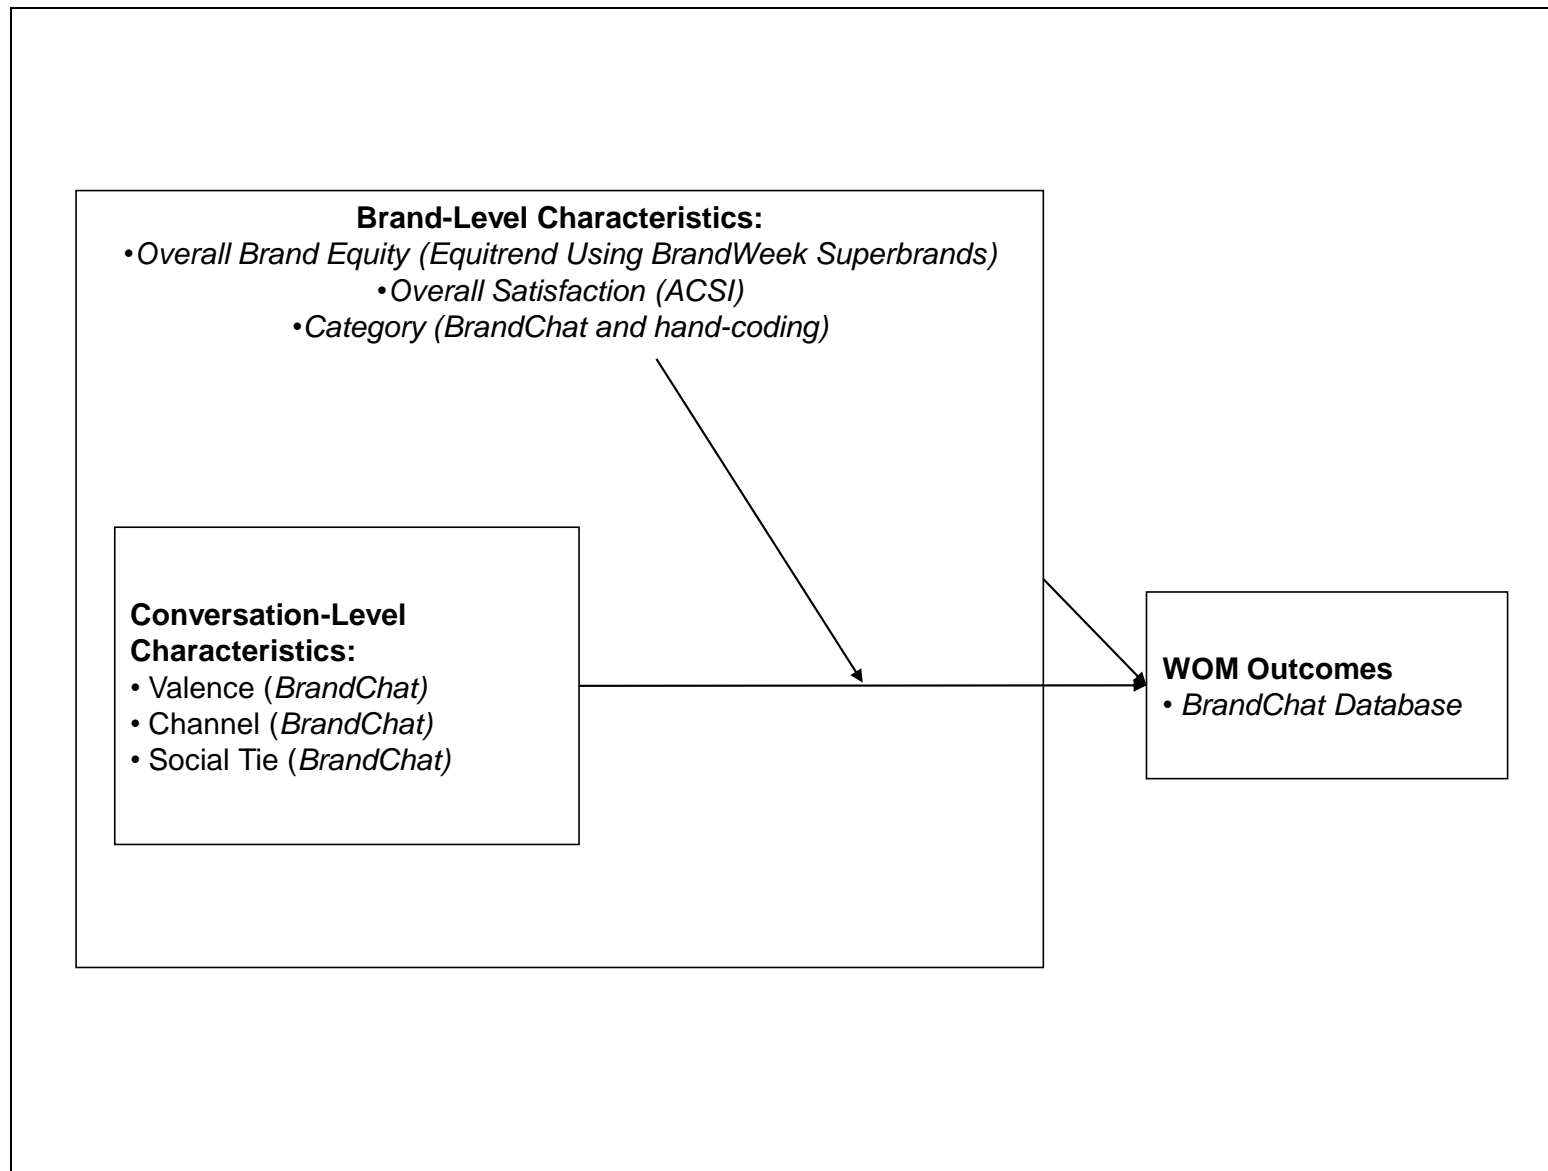 Brand-Level Characteristics:
•Overall Brand Equity (Equitrend Using BrandWeek Superbrands)
•Overall Satisfaction (ACSI)
•Category (BrandChat and hand-coding)
Conversation-Level
Characteristics:
• Valence (BrandChat)
• Channel (BrandChat)
• Social Tie (BrandChat)
WOM Outcomes
• BrandChat Database